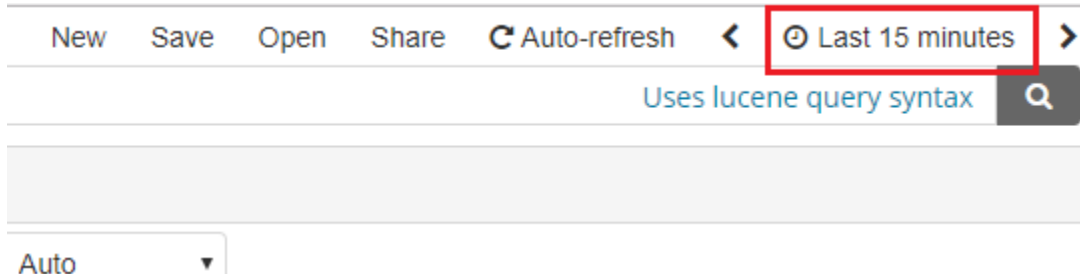 New Save Open Share Auto-refresh Last 15 minutes
Uses lucene query syntax
Auto